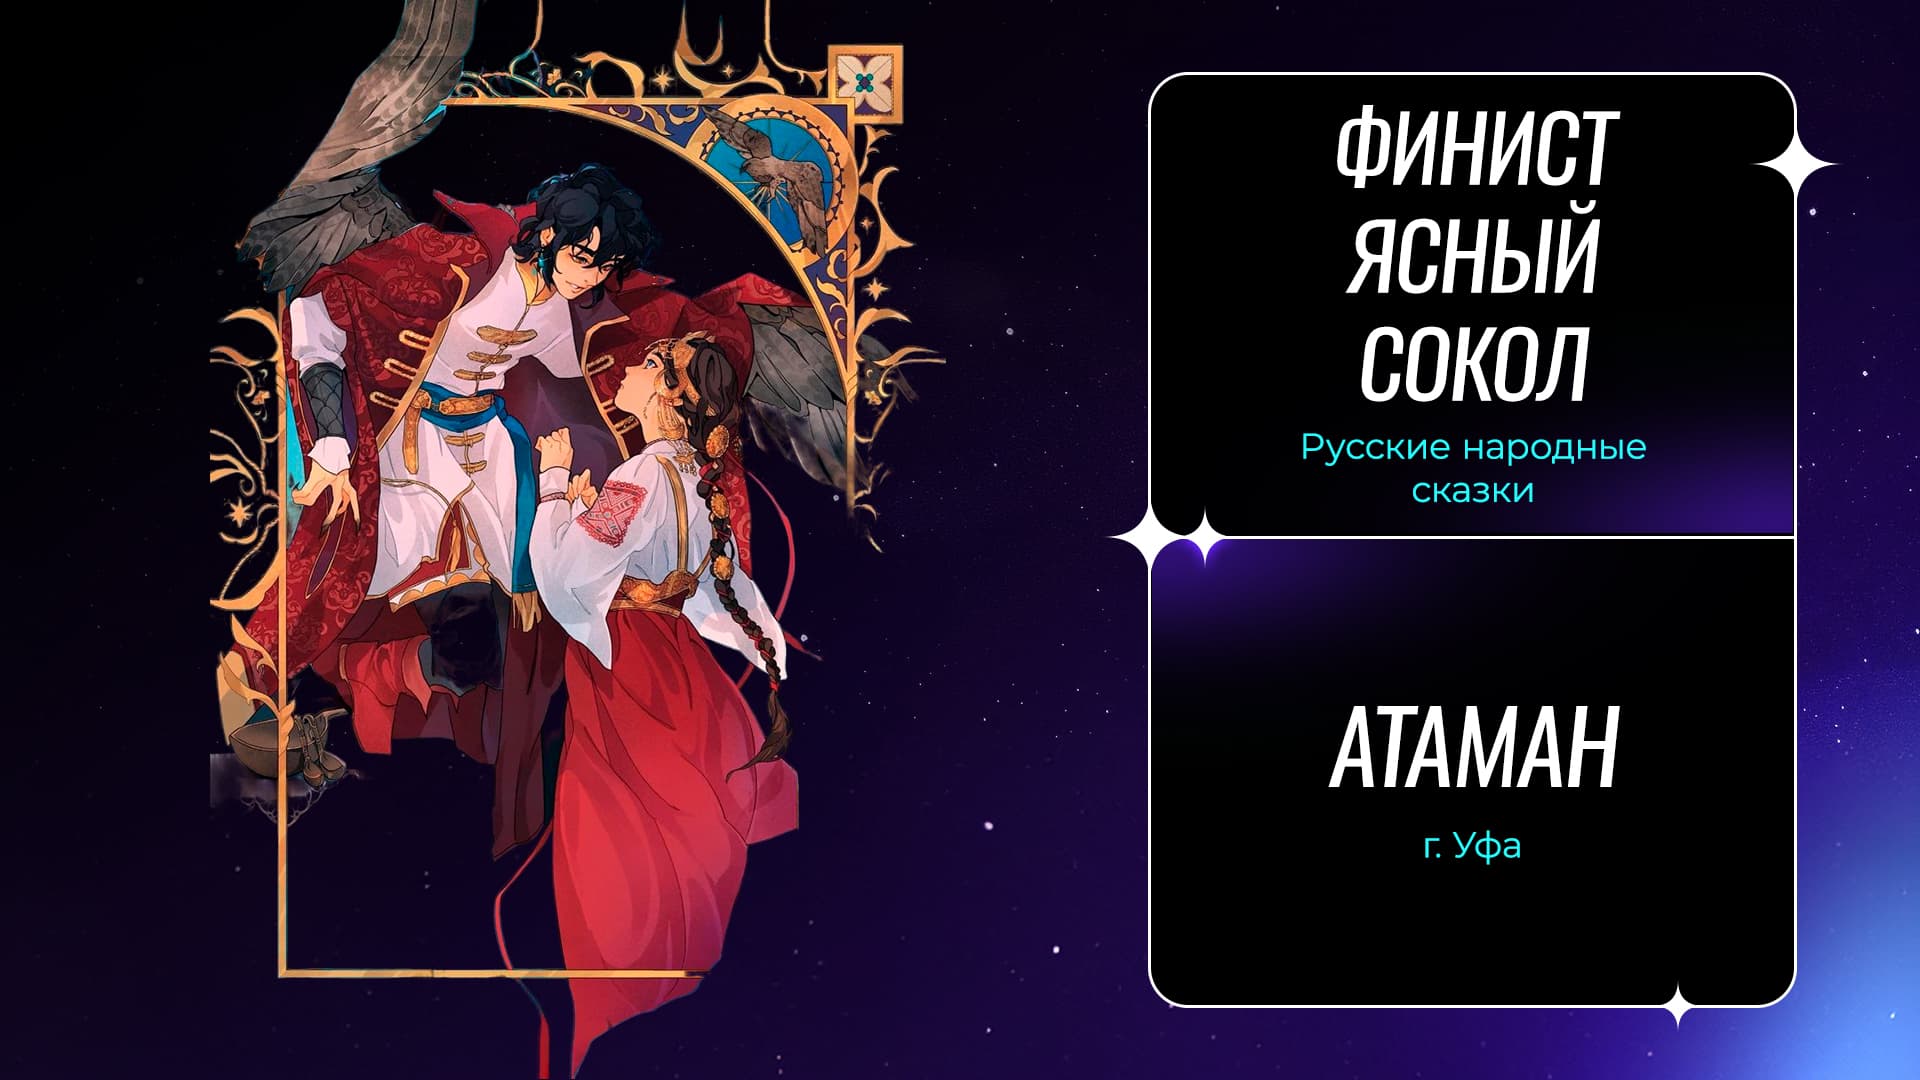 ФИНИСТ
ЯСНЫЙ
СОКОЛ
Русские народные
сказки
АТАМАН
г. Уфа